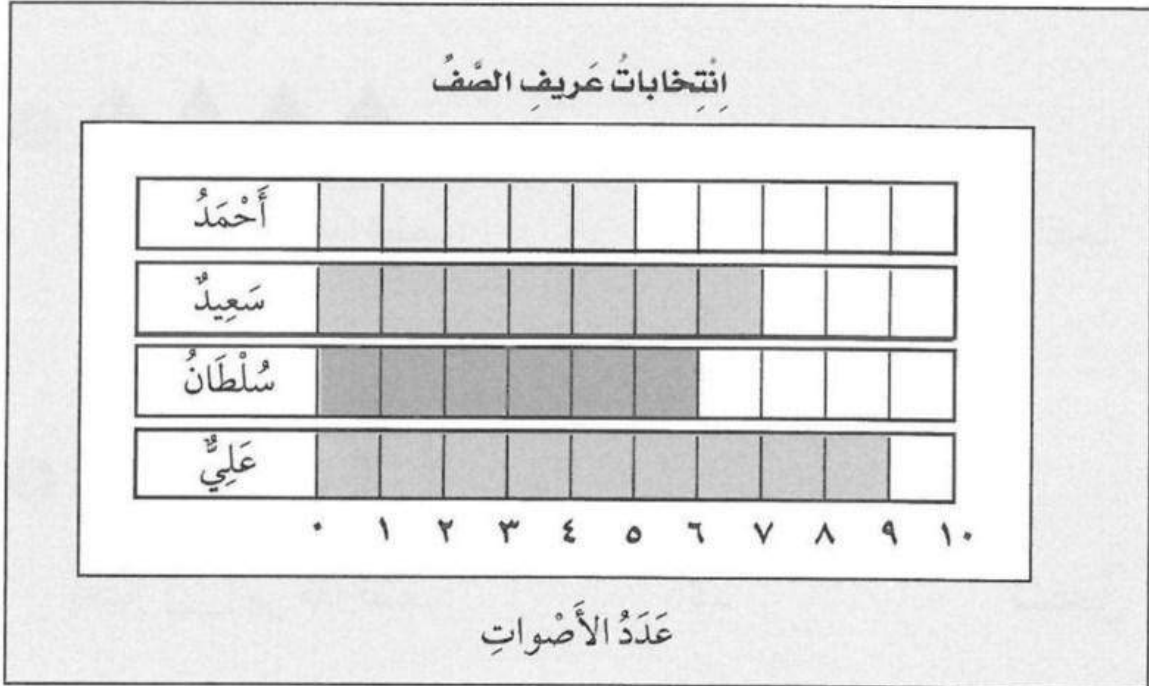 اِنْتِخاباتُ عَريفِ الصَّفِّ
أَحْمَدُ
سَعِيدٌ
سُلْطَانُ
عَلِيٌّ
٠ ١ ٢ ٣ ٤ ٥ ٦ ٧ ٨ ٩ ١٠
عَدَدُ الأَصْواتِ